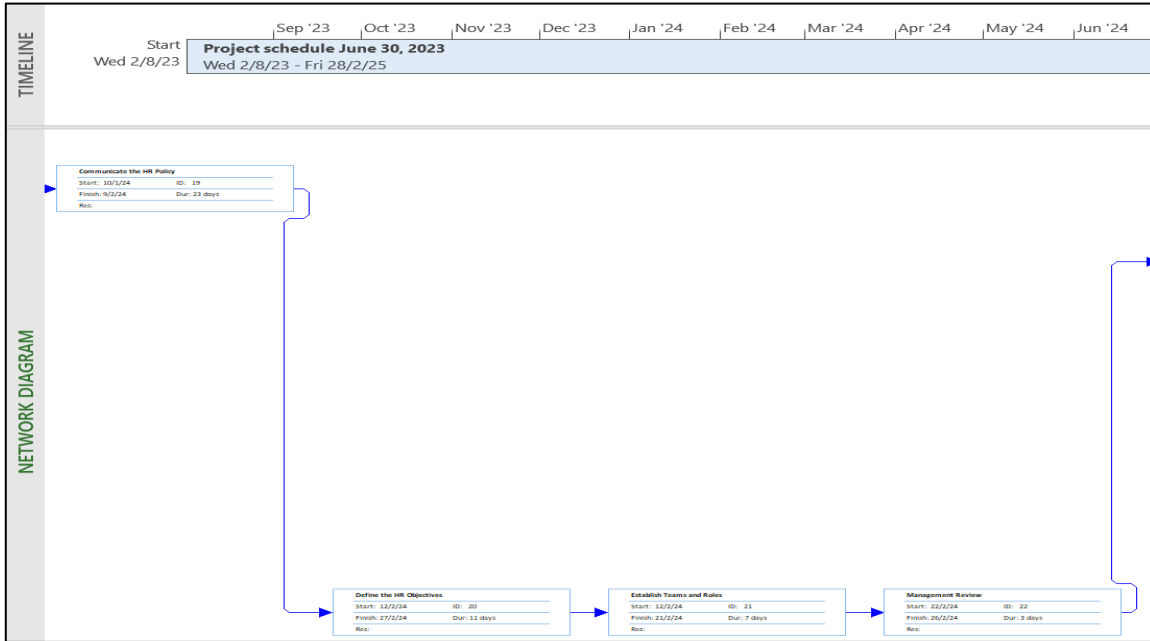 TIMELINE
Sep '23 Oct '23 Nov '23 Dec '23 Jan '24 Feb '24 Mar '24 Apr '24 May '24 Jun '24
Start
Wed 2/8/23
Project schedule June 30, 2023
Wed 2/8/23 - Fri 28/2/25
NETWORK DIAGRAM
Communicate the HR Policy
Start: 10/1/24 ID: 19
Finish: 9/2/24 Dur: 23 days
Res:
Define the HR Objectives
Start: 12/2/24 ID: 20
Finish: 27/2/24 Dur: 11 days
Res:
Establish Teams and Roles
Start: 12/2/24 ID: 21
Finish: 21/2/24 Dur: 7 days
Res:
Management Review
Start: 22/2/24 ID: 22
Finish: 26/2/24 Dur: 3 days
Res: